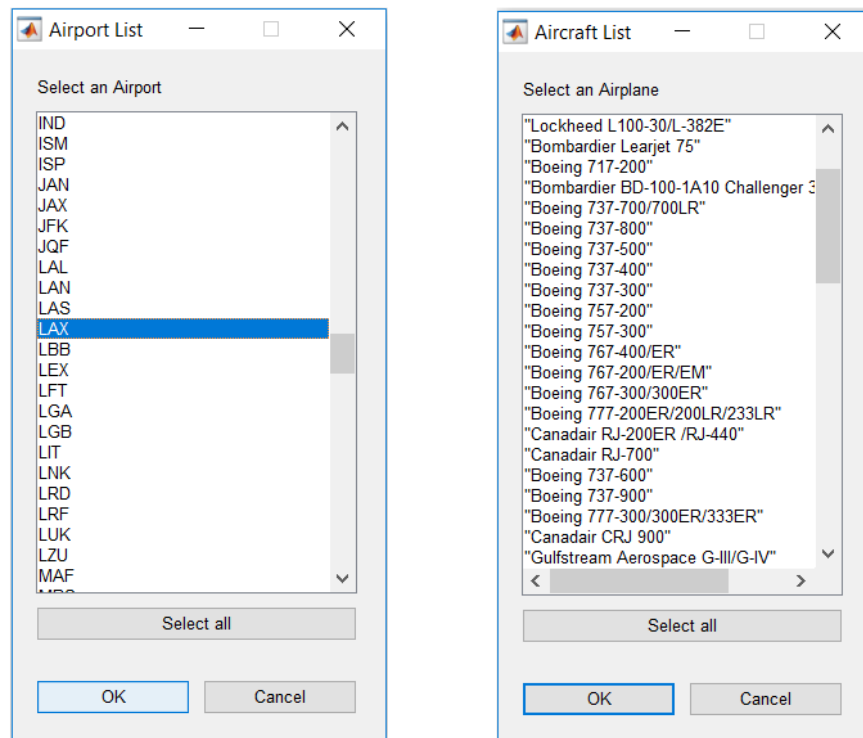 Airport List
Select an Airport
IND
ISM
ISP
JAN
JAX
JFK
JQF
LAL
LAN
LAS
LAX
LBB
LEX
LFT
LGA
LGB
LIT
LNK
LRD
LRF
LUK
LZU
MAF
Select all
OK
Cancel
Aircraft List
Select an Airplane
"Lockheed L100-30/L-382E"
"Bombardier Learjet 75"
"Boeing 717-200"
"Bombardier BD-100-1A10 Challenger 3
"Boeing 737-700/700LR"
"Boeing 737-800"
"Boeing 737-500"
"Boeing 737-400"
"Boeing 737-300"
"Boeing 757-200"
"Boeing 757-300"
"Boeing 767-400/ER"
"Boeing 767-200/ER/EM"
"Boeing 767-300/300ER"
"Boeing 777-200ER/200LR/233LR"
"Canadair RJ-200ER /RJ-440"
"Canadair RJ-700"
"Boeing 737-600"
"Boeing 737-900"
"Boeing 777-300/300ER/333ER"
"Canadair CRJ 900"
"Gulfstream Aerospace G-III/G-IV"
Select all
OK
Cancel